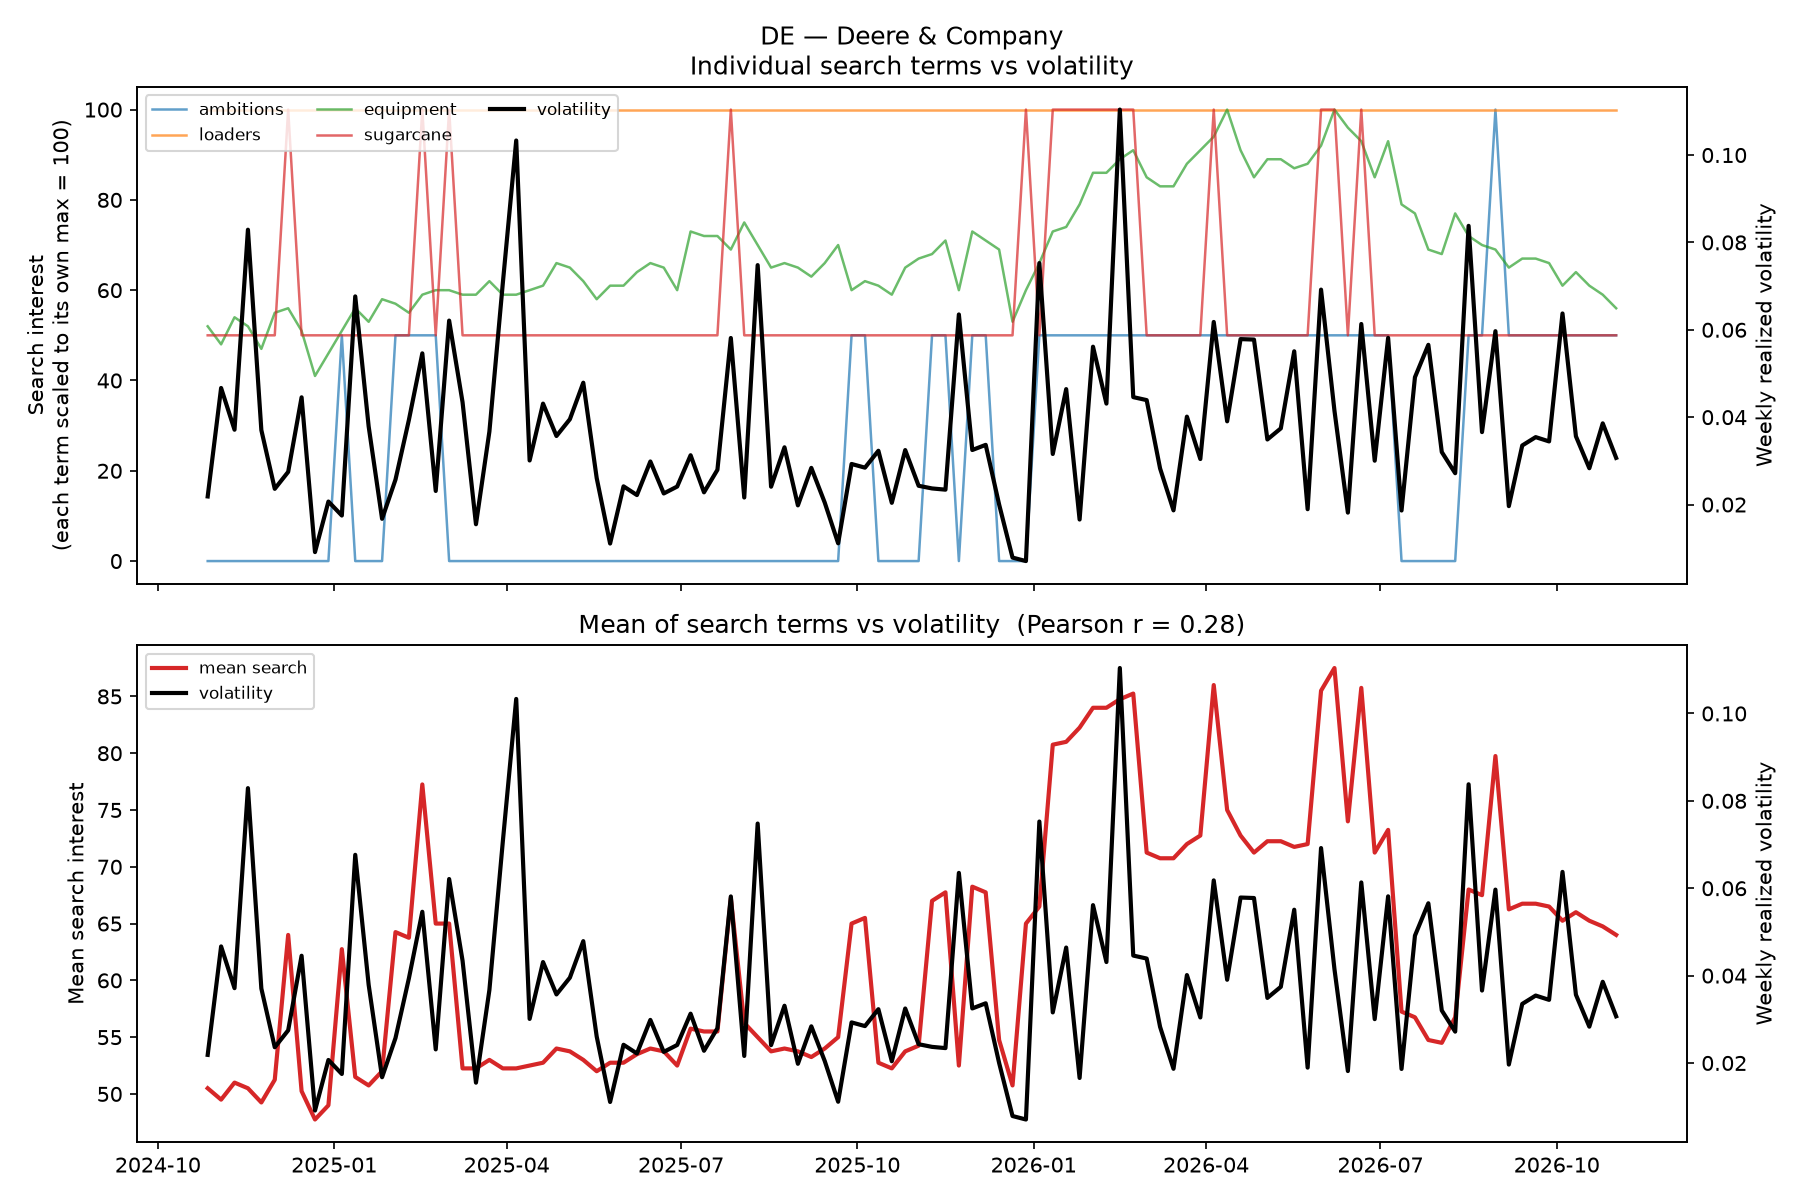 DE — Deere & Company
Individual search terms vs volatility
ambitions
loaders
equipment
sugarcane
volatility
Search interest
(each term scaled to its own max = 100)
100
80
60
40
20
0
Weekly realized volatility
0.10
0.08
0.06
0.04
0.02
Mean of search terms vs volatility  (Pearson r = 0.28)
mean search
volatility
Mean search interest
85
80
75
70
65
60
55
50
Weekly realized volatility
0.10
0.08
0.06
0.04
0.02
2024-10
2025-01
2025-04
2025-07
2025-10
2026-01
2026-04
2026-07
2026-10